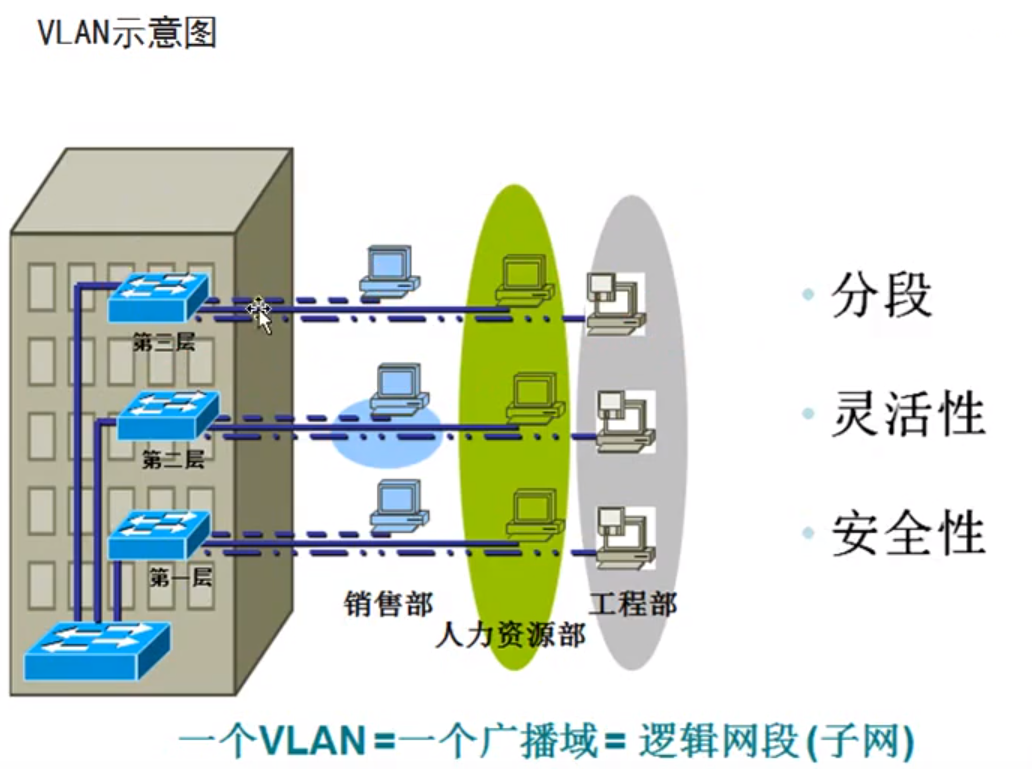 VLAN示意图
第三层
第二层
第一层
销售部
人力资源部
工程部
分段
灵活性
安全性
一个VLAN=一个广播域=逻辑网段(子网)